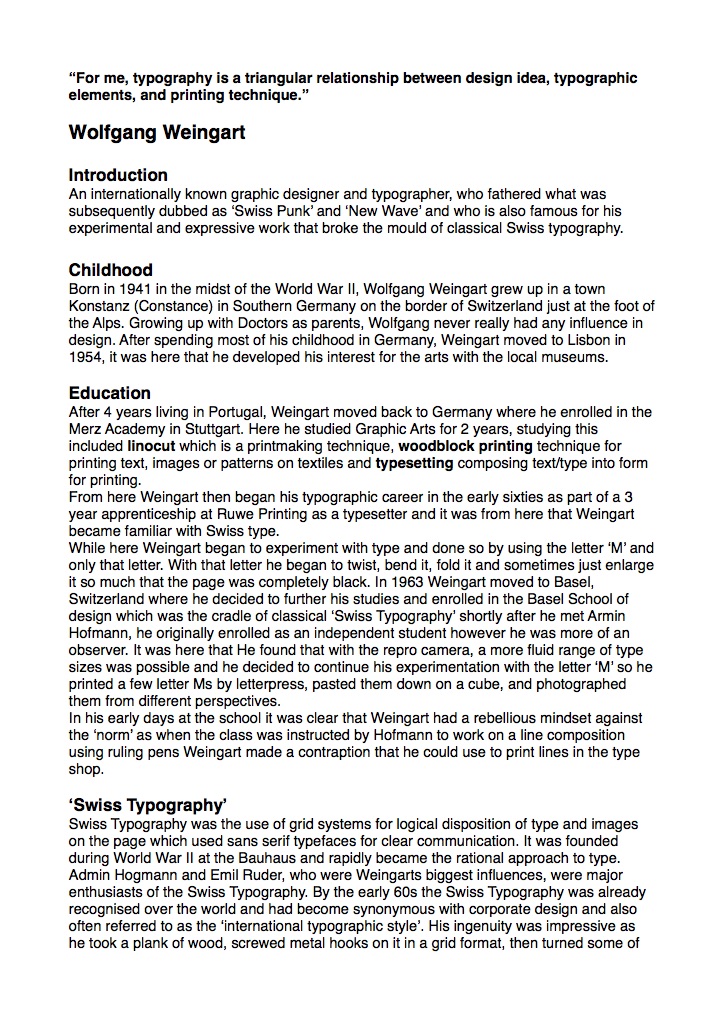 “For me, typography is a triangular relationship between design idea, typographic
elements, and printing technique.”
Wolfgang Weingart
Introduction
An internationally known graphic designer and typographer, who fathered what was
subsequently dubbed as ‘Swiss Punk’ and ‘New Wave’ and who is also famous for his
experimental and expressive work that broke the mould of classical Swiss typography.
Childhood
Born in 1941 in the midst of the World War II, Wolfgang Weingart grew up in a town
Konstanz (Constance) in Southern Germany on the border of Switzerland just at the foot of
the Alps. Growing up with Doctors as parents, Wolfgang never really had any influence in
design. After spending most of his childhood in Germany, Weingart moved to Lisbon in
1954, it was here that he developed his interest for the arts with the local museums.
Education
After 4 years living in Portugal, Weingart moved back to Germany where he enrolled in the
Merz Academy in Stuttgart. Here he studied Graphic Arts for 2 years, studying this
included linocut which is a printmaking technique, woodblock printing technique for
printing text, images or patterns on textiles and typesetting composing text/type into form
for printing.
From here Weingart then began his typographic career in the early sixties as part of a 3
year apprenticeship at Ruwe Printing as a typesetter and it was from here that Weingart
became familiar with Swiss type.
While here Weingart began to experiment with type and done so by using the letter ‘M’ and
only that letter. With that letter he began to twist, bend it, fold it and sometimes just enlarge
it so much that the page was completely black. In 1963 Weingart moved to Basel,
Switzerland where he decided to further his studies and enrolled in the Basel School of
design which was the cradle of classical ‘Swiss Typography’ shortly after he met Armin
Hofmann, he originally enrolled as an independent student however he was more of an
observer. It was here that He found that with the repro camera, a more fluid range of type
sizes was possible and he decided to continue his experimentation with the letter ‘M’ so he
printed a few letter Ms by letterpress, pasted them down on a cube, and photographed
them from different perspectives.
In his early days at the school it was clear that Weingart had a rebellious mindset against
the ‘norm’ as when the class was instructed by Hofmann to work on a line composition
using ruling pens Weingart made a contraption that he could use to print lines in the type
shop.
‘Swiss Typography’
Swiss Typography was the use of grid systems for logical disposition of type and images
on the page which used sans serif typefaces for clear communication. It was founded
during World War II at the Bauhaus and rapidly became the rational approach to type.
Admin Hogmann and Emil Ruder, who were Weingarts biggest influences, were major
enthusiasts of the Swiss Typography. By the early 60s the Swiss Typography was already
recognised over the world and had become synonymous with corporate design and also
often referred to as the ‘international typographic style’. His ingenuity was impressive as
he took a plank of wood, screwed metal hooks on it in a grid format, then turned some of